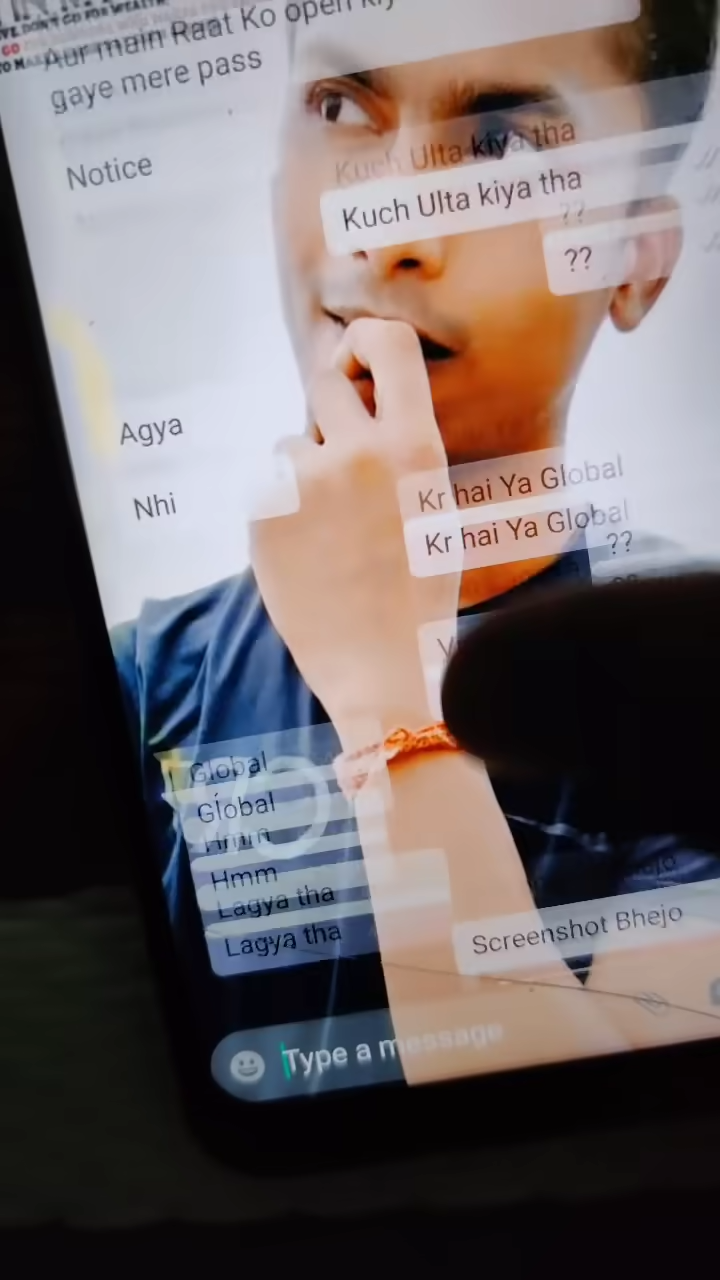 GO
Aur main Raat Ko open
gaye mere pass
Notice
Kuch Ulta kiya tha
Kuch Ulta kiya tha
??
??
Agya
Nhi
Kr hai Ya Global
Kr hai Ya Global
??
Global
Global
Hmm
Hmm
Lagya tha
Lagya tha
Screenshot Bhejo
Type a message